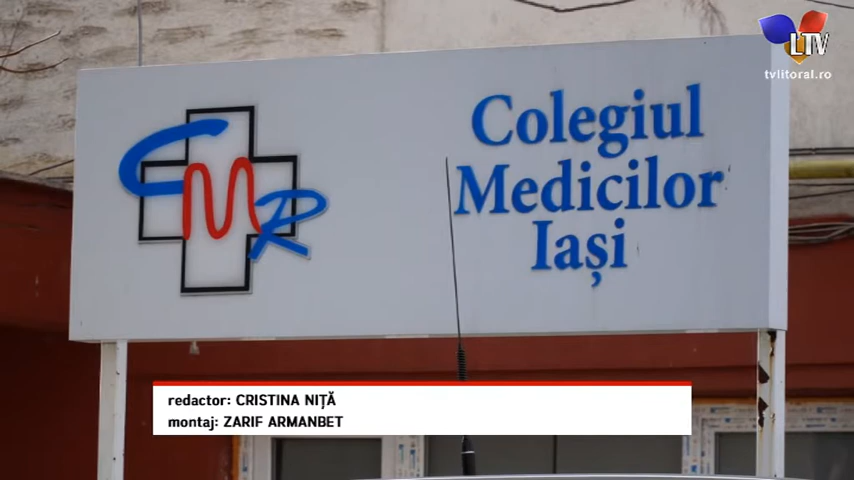 LTV
tvlitoral.ro
CMR
Colegiul
Medicilor
Iași
redactor: CRISTINA NIȚĂ
montaj: ZARIF ARMANBET